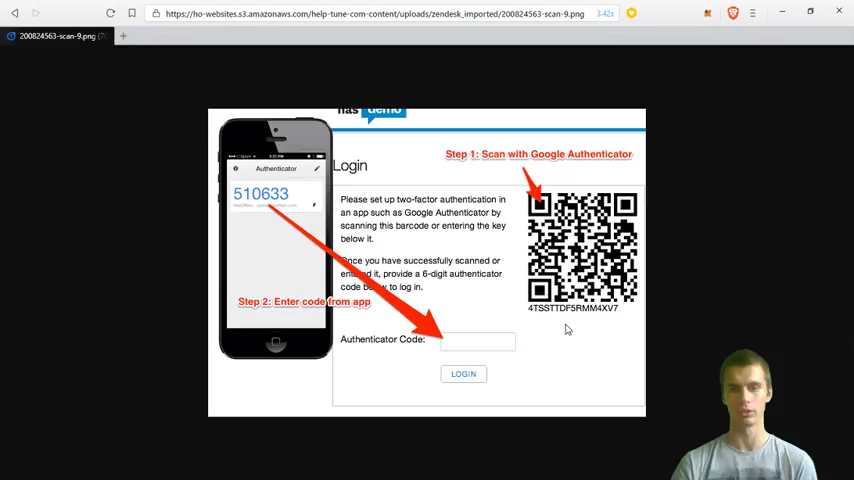 https://ho-websites.s3.amazonaws.com/help-tune-com-content/uploads/zendesk_imported/200824563-scan-9.png
3.42s
200824563-scan-9.png
has demo
Step 1: Scan with Google Authenticator
Login
Authenticator
510633
Please set up two-factor authentication in
an app such as Google Authenticator by
scanning this barcode or entering the key
below it.
Once you have successfully scanned or
entered it, provide a 6-digit authenticator
code below to log in.
4TSSTTDF5RMM4XV7
Step 2: Enter code from app
Authenticator Code:
LOGIN